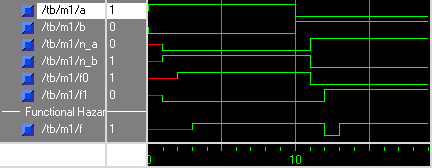 /tb/m1/a 1
/tb/m1/b 0
/tb/m1/n_a 0
/tb/m1/n_b 1
/tb/m1/f0 1
/tb/m1/f1 0
Functional Hazar
/tb/m1/f 1
0 10